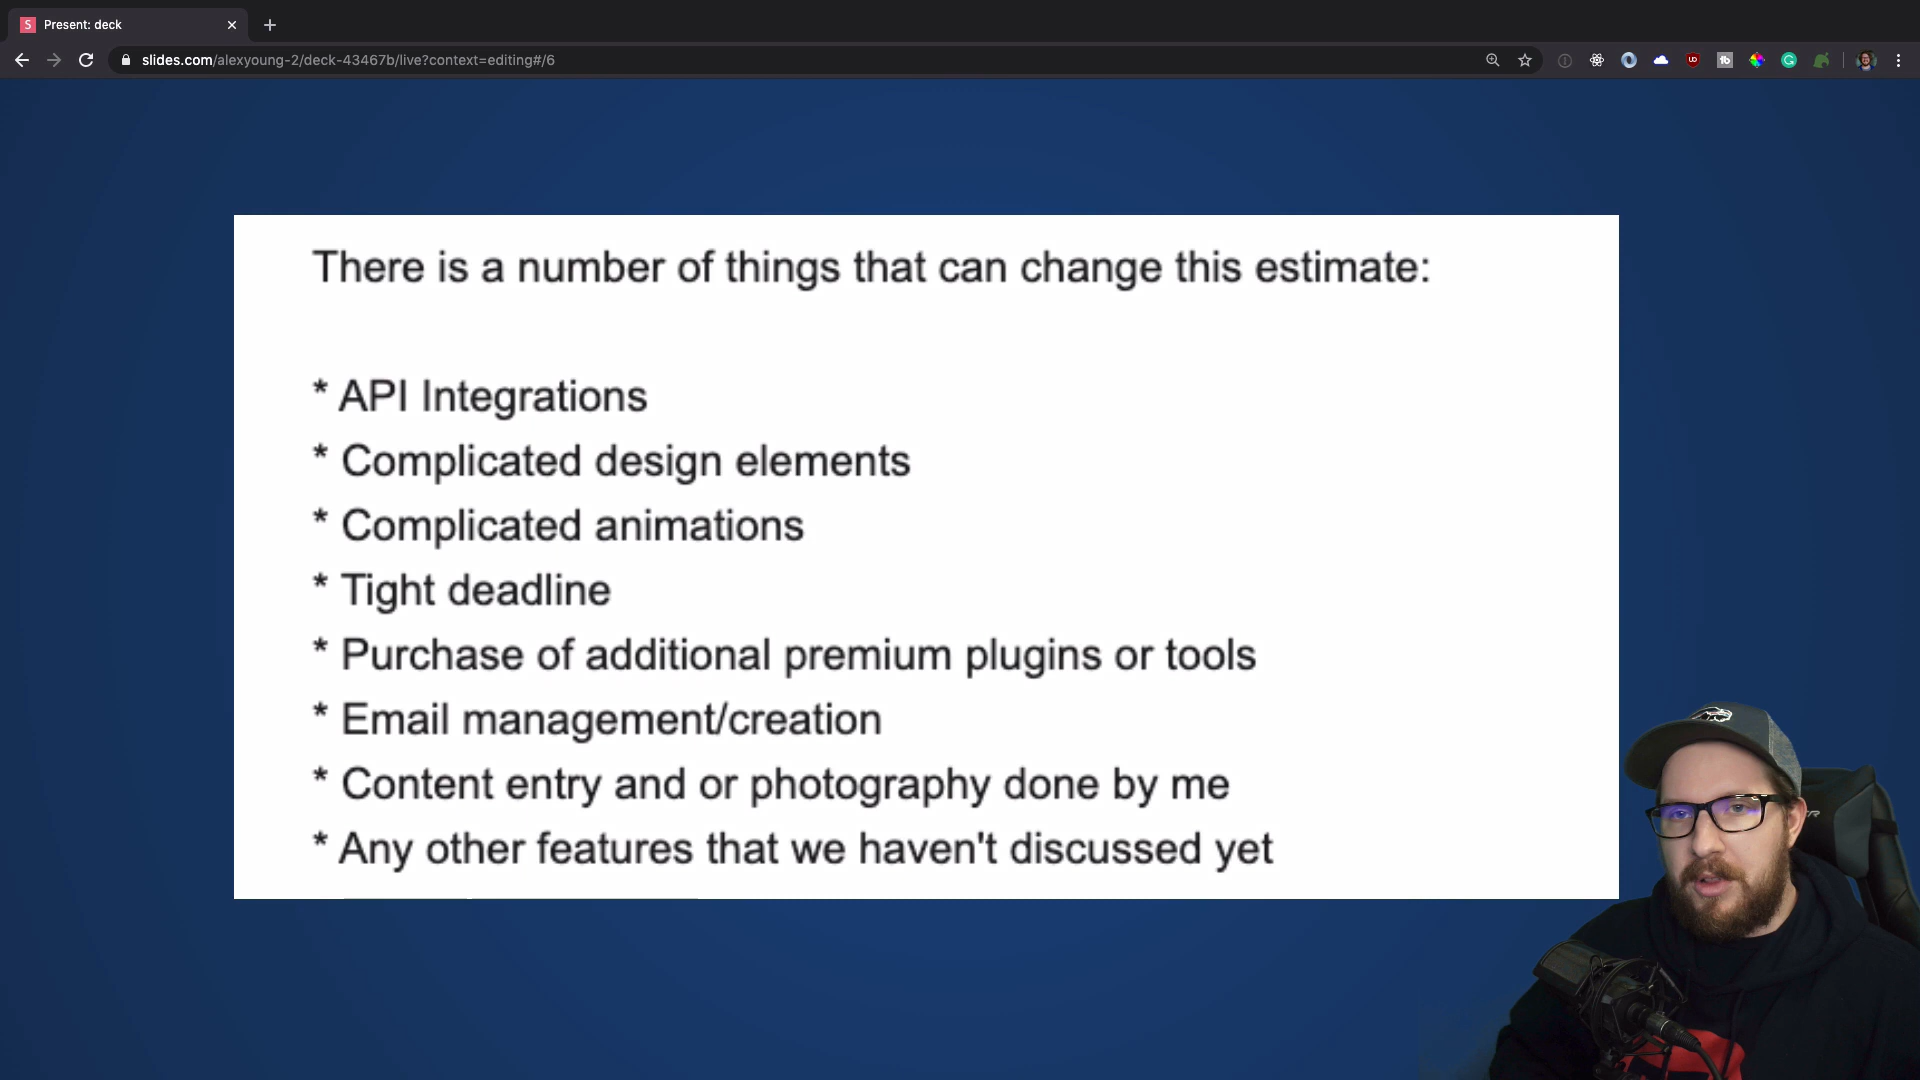 Present: deck
slides.com/alexyoung-2/deck-43467b/live?context=editing#/6
There is a number of things that can change this estimate:
* API Integrations
* Complicated design elements
* Complicated animations
* Tight deadline
* Purchase of additional premium plugins or tools
* Email management/creation
* Content entry and or photography done by me
* Any other features that we haven't discussed yet